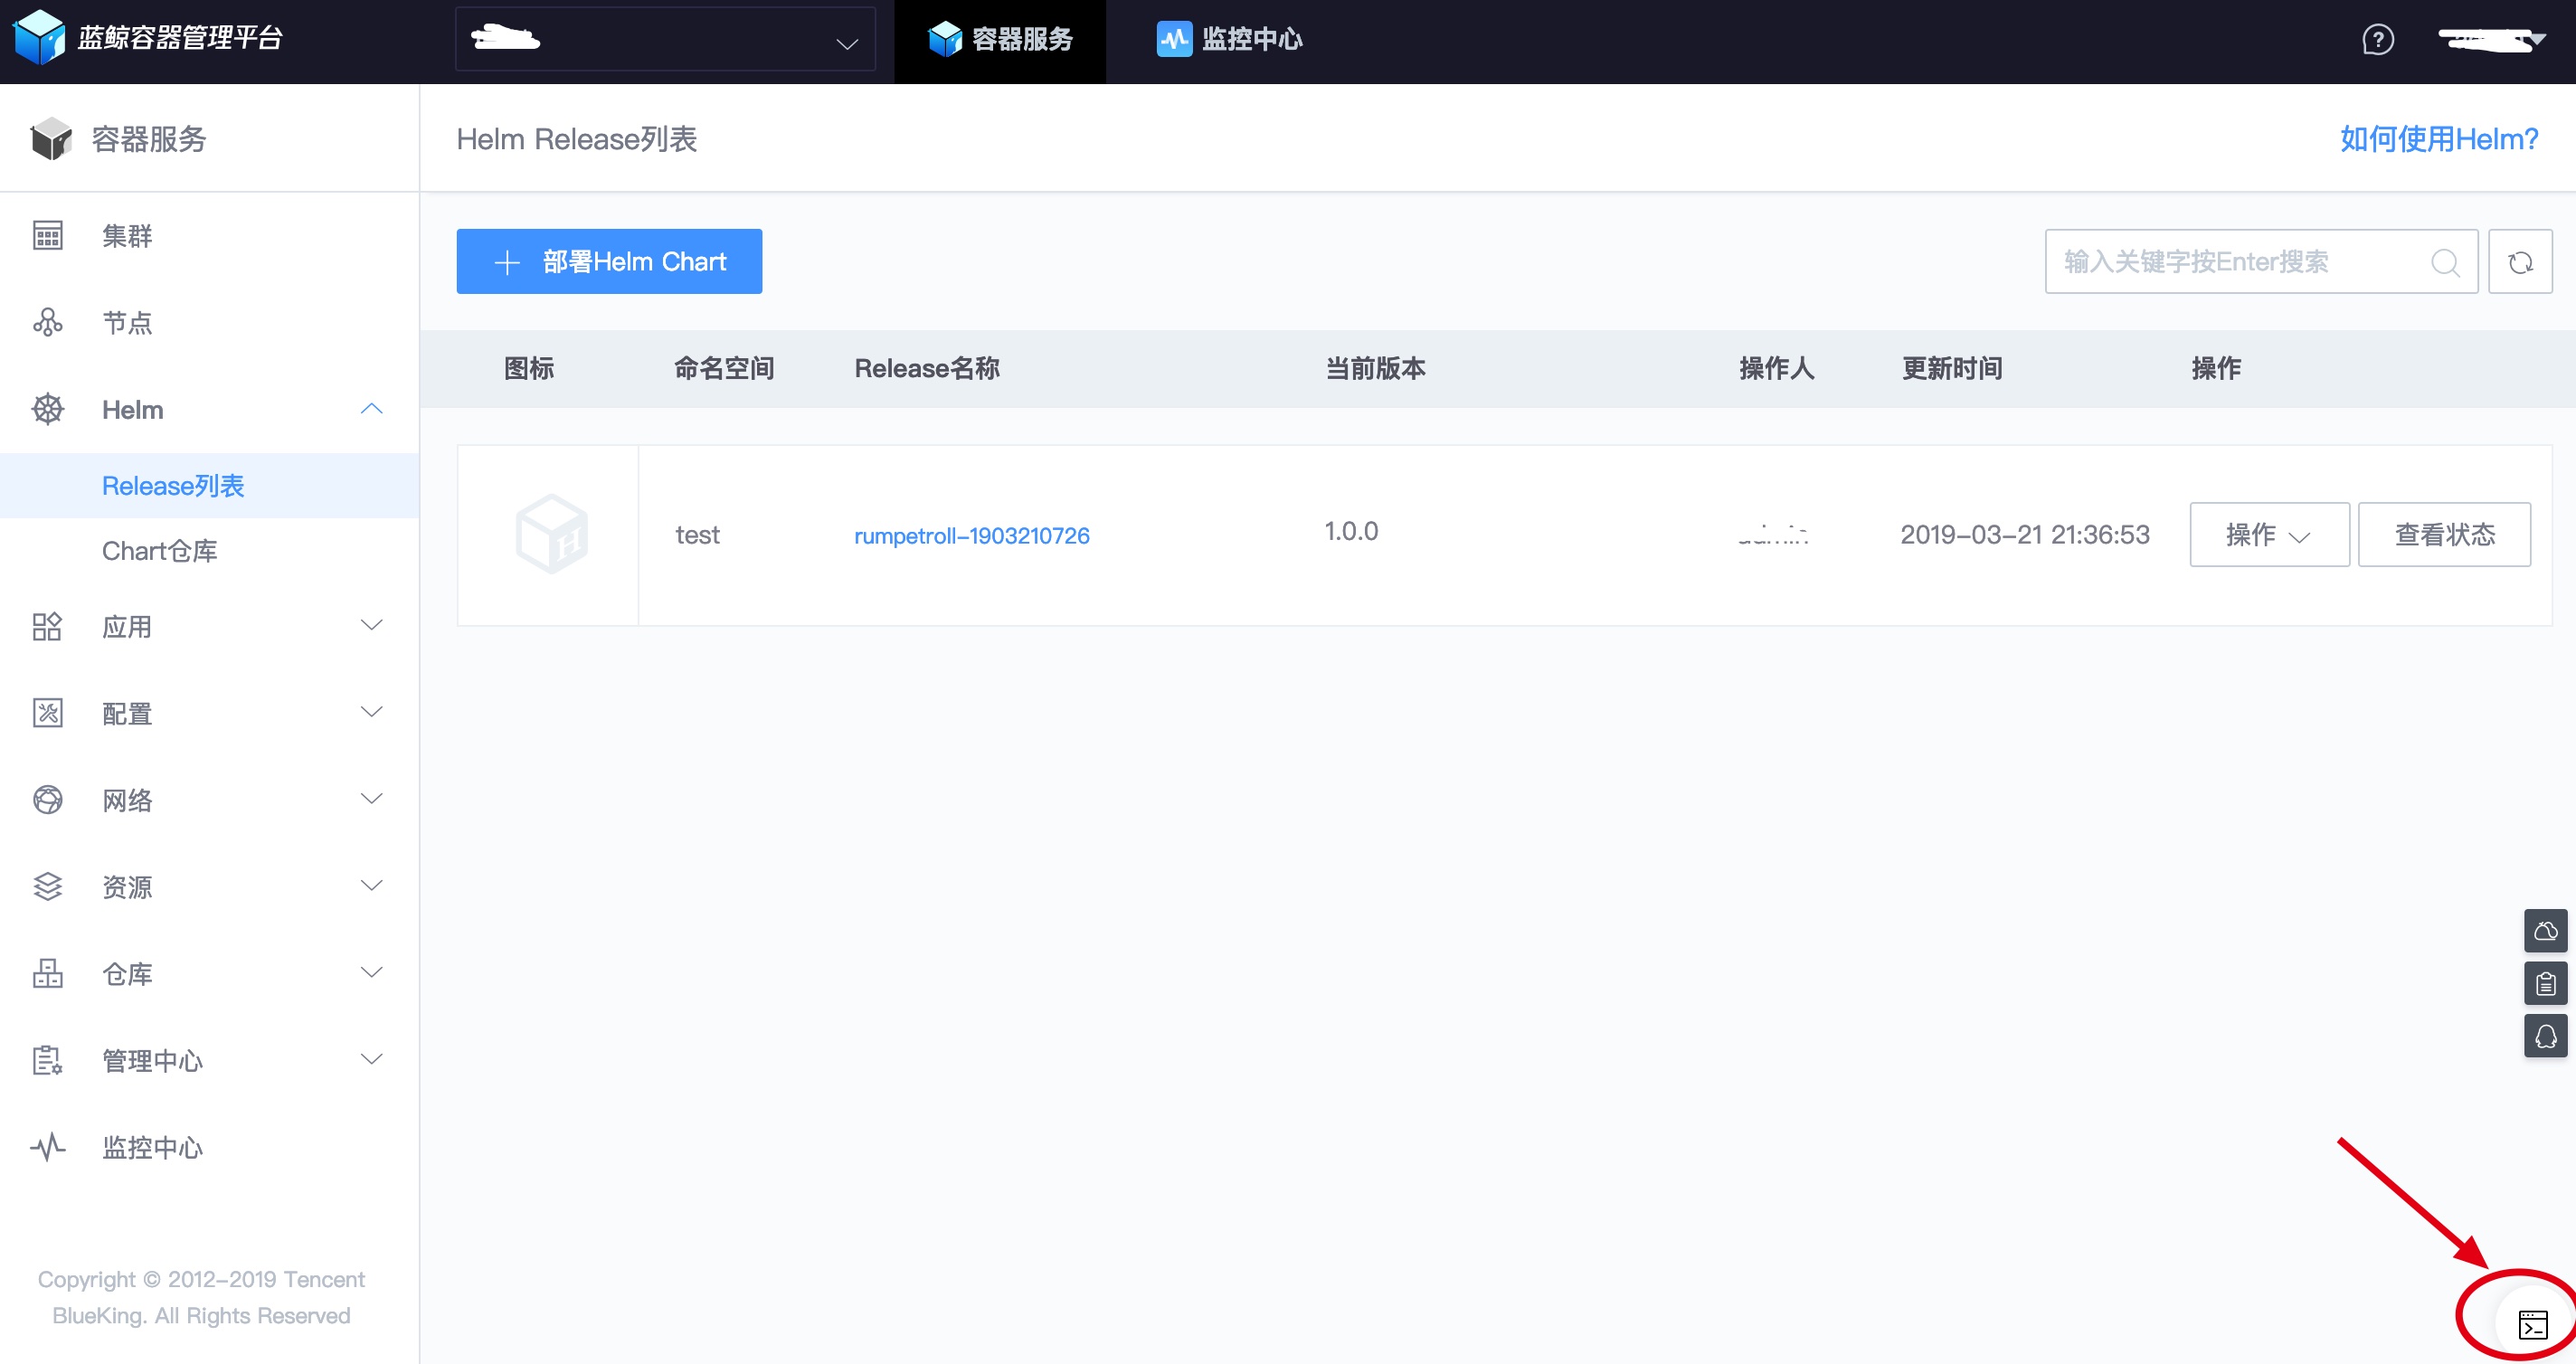 蓝鲸容器管理平台
容器服务
监控中心
容器服务
Helm Release列表
如何使用Helm?
集群
节点
Helm
Release列表
Chart仓库
应用
配置
网络
资源
仓库
管理中心
监控中心
部署Helm Chart
输入关键字按Enter搜索
图标 命名空间 Release名称 当前版本 操作人 更新时间 操作
test rumpetroll-1903210726 1.0.0 2019-03-21 21:36:53 操作 查看状态
Copyright © 2012-2019 Tencent
BlueKing. All Rights Reserved